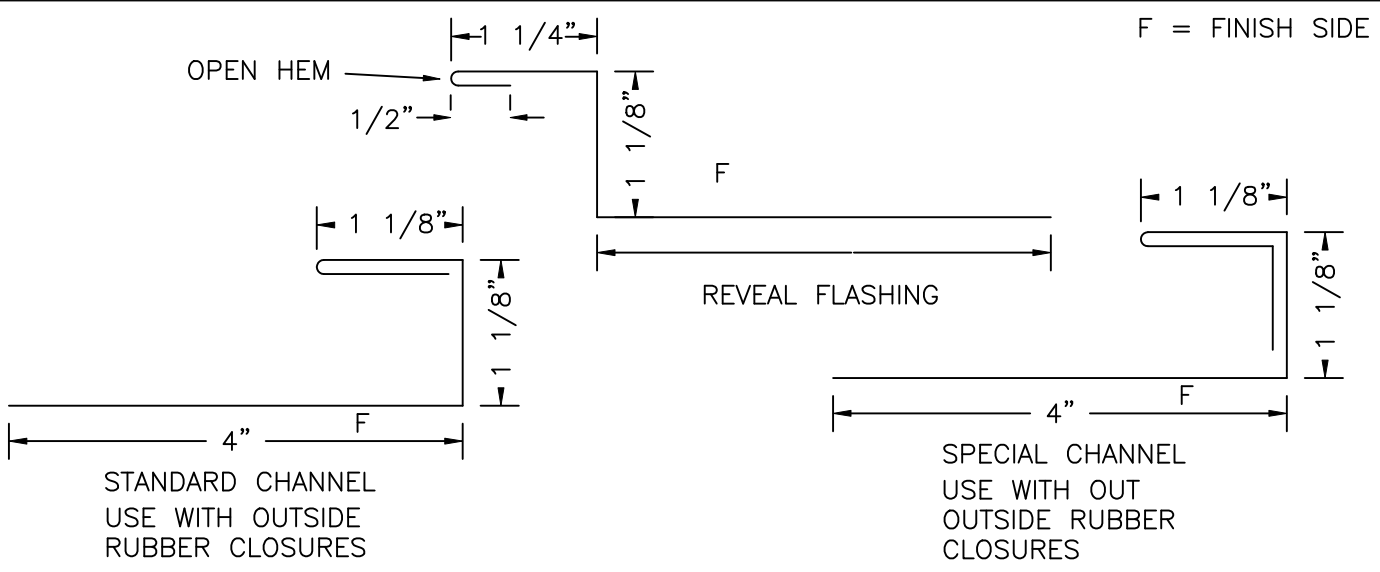 F = FINISH SIDE
1 1/4"
OPEN HEM
1/2"
1 1/8"
F
REVEAL FLASHING
1 1/8"
1 1/8"
F
4"
STANDARD CHANNEL
USE WITH OUTSIDE
RUBBER CLOSURES
1 1/8"
1 1/8"
F
4"
SPECIAL CHANNEL
USE WITH OUT
OUTSIDE RUBBER
CLOSURES